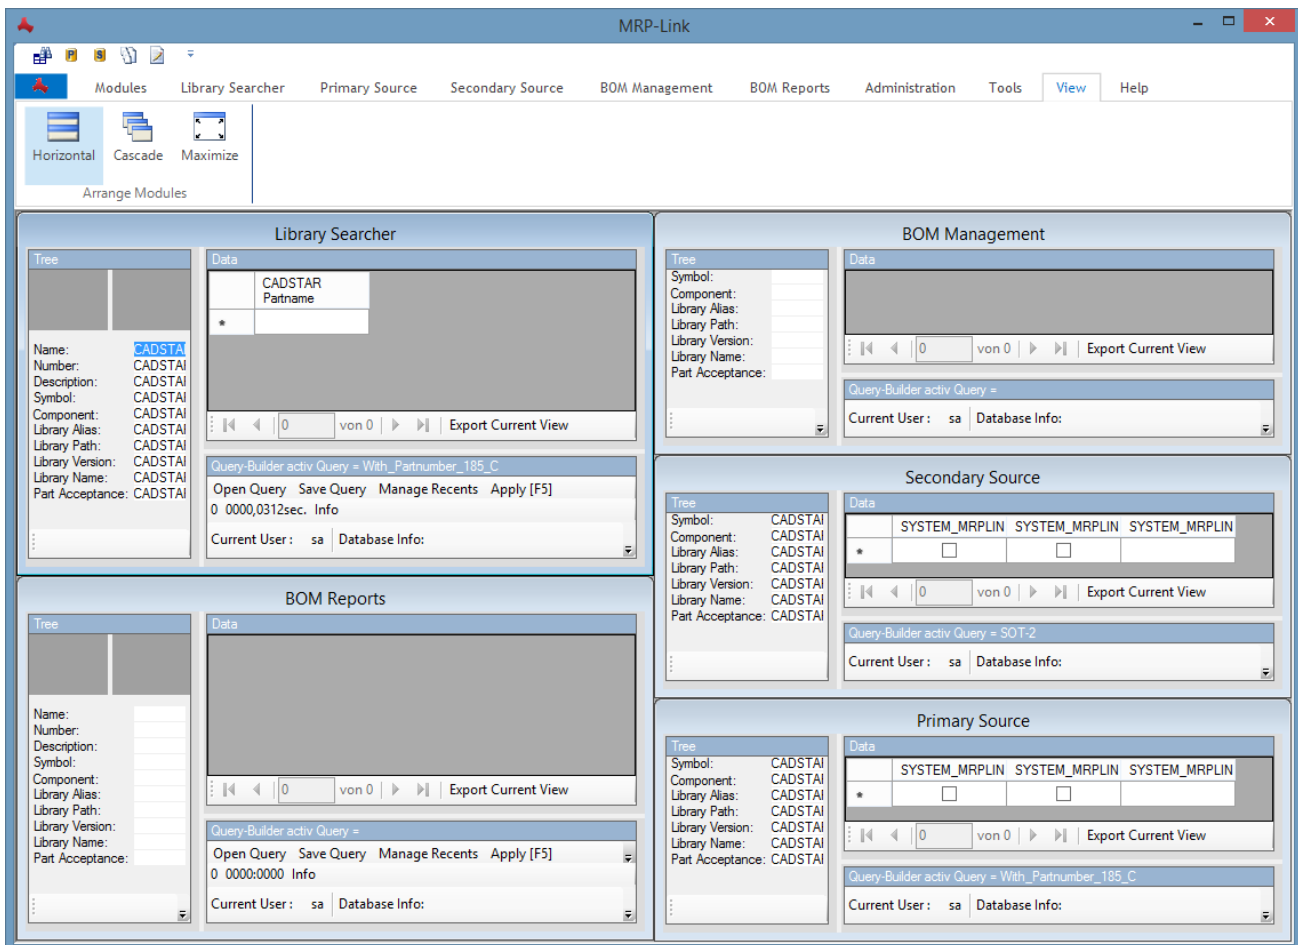 MRP-Link
P S
Modules Library Searcher Primary Source Secondary Source BOM Management BOM Reports Administration Tools View Help
Horizontal Cascade Maximize
Arrange Modules
Library Searcher
Tree
Data
CADSTAR
Partname
*
Name: CADSTAI
Number: CADSTAI
Description: CADSTAI
Symbol: CADSTAI
Component: CADSTAI
Library Alias: CADSTAI
Library Path: CADSTAI
Library Version: CADSTAI
Library Name: CADSTAI
Part Acceptance: CADSTAI
0 von 0 Export Current View
Query-Builder activ Query = With_Partnumber_185_C
Open Query Save Query Manage Recents Apply [F5]
0 0000,0312sec. Info
Current User : sa Database Info:
BOM Reports
Tree
Data
Name:
Number:
Description:
Symbol:
Component:
Library Alias:
Library Path:
Library Version:
Library Name:
Part Acceptance:
0 von 0 Export Current View
Query-Builder activ Query =
Open Query Save Query Manage Recents Apply [F5]
0 0000:0000 Info
Current User : sa Database Info:
BOM Management
Tree
Data
Symbol:
Component:
Library Alias:
Library Path:
Library Version:
Library Name:
Part Acceptance:
0 von 0 Export Current View
Query-Builder activ Query =
Current User : sa Database Info:
Secondary Source
Tree
Data
Symbol: CADSTAI
Component: CADSTAI
Library Alias: CADSTAI
Library Path: CADSTAI
Library Version: CADSTAI
Library Name: CADSTAI
Part Acceptance: CADSTAI
SYSTEM_MRPLIN SYSTEM_MRPLIN SYSTEM_MRPLIN
*
0 von 0 Export Current View
Query-Builder activ Query = SOT-2
Current User : sa Database Info:
Primary Source
Tree
Data
Symbol: CADSTAI
Component: CADSTAI
Library Alias: CADSTAI
Library Path: CADSTAI
Library Version: CADSTAI
Library Name: CADSTAI
Part Acceptance: CADSTAI
SYSTEM_MRPLIN SYSTEM_MRPLIN SYSTEM_MRPLIN
*
0 von 0 Export Current View
Query-Builder activ Query = With_Partnumber_185_C
Current User : sa Database Info: